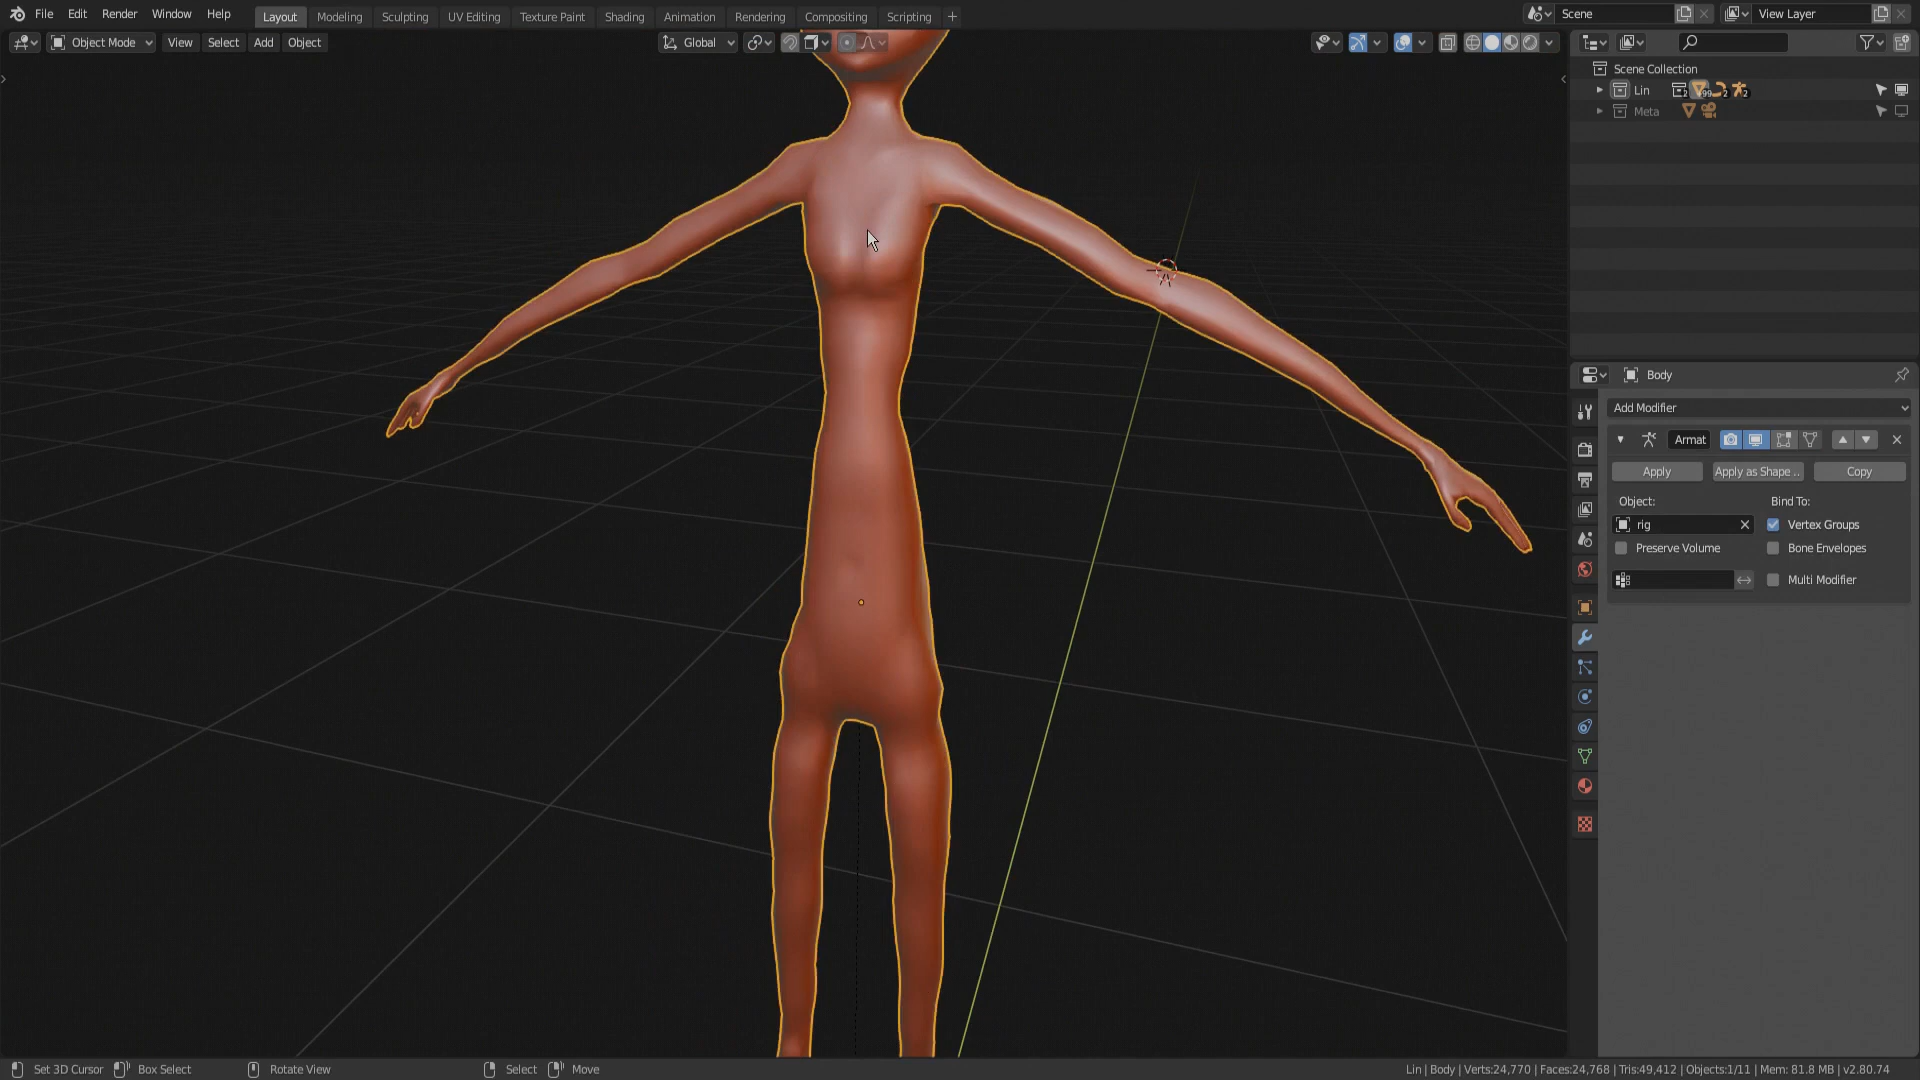 File Edit Render Window Help Layout Modeling Sculpting UV Editing Texture Paint Shading Animation Rendering Compositing Scripting + Scene View Layer
Object Mode View Select Add Object Global
Scene Collection
Lin 2 2 2
Meta
Body
Add Modifier
Armat
Apply Apply as Shape .. Copy
Object: Bind To:
rig Vertex Groups
Preserve Volume Bone Envelopes
Multi Modifier
Set 3D Cursor Box Select Rotate View Select Move Lin | Body | Verts:24,770 | Faces:24,768 | Tris:49,412 | Objects:1/11 | Mem: 81.8 MB | v2.80.74